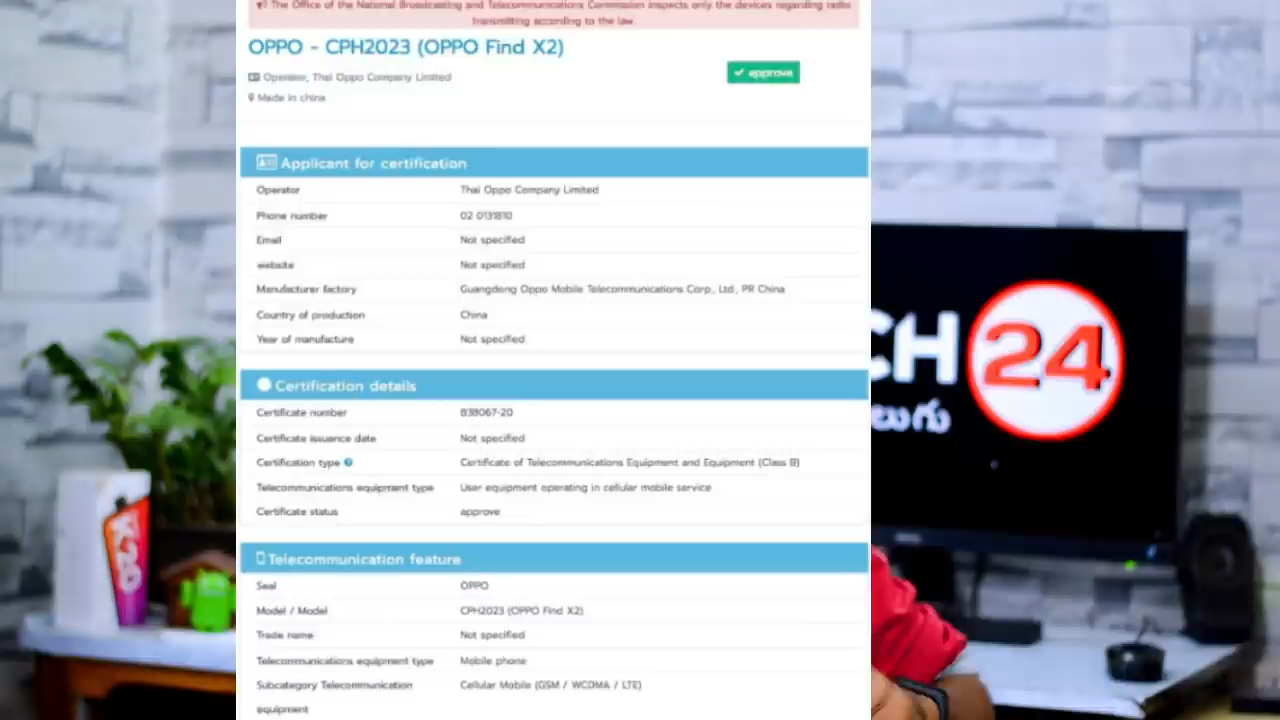 The Office of the National Broadcasting and Telecommunications Commission inspects only the devices regarding radio
transmitting according to the law.
OPPO - CPH2023 (OPPO Find X2)
approve
Operator, Thai Oppo Company Limited
Made in china
Applicant for certification
Operator Thai Oppo Company Limited
Phone number 02 0131810
Email Not specified
website Not specified
Manufacturer factory Guangdong Oppo Mobile Telecommunications Corp., Ltd., PR China
Country of production China
Year of manufacture Not specified
Certification details
Certificate number B38067-20
Certificate issuance date Not specified
Certification type Certificate of Telecommunications Equipment and Equipment (Class B)
Telecommunications equipment type User equipment operating in cellular mobile service
Certificate status approve
Telecommunication feature
Seal OPPO
Model / Model CPH2023 (OPPO Find X2)
Trade name Not specified
Telecommunications equipment type Mobile phone
Subcategory Telecommunication Cellular Mobile (GSM / WCDMA / LTE)
equipment
CH 24
లుగు
K20